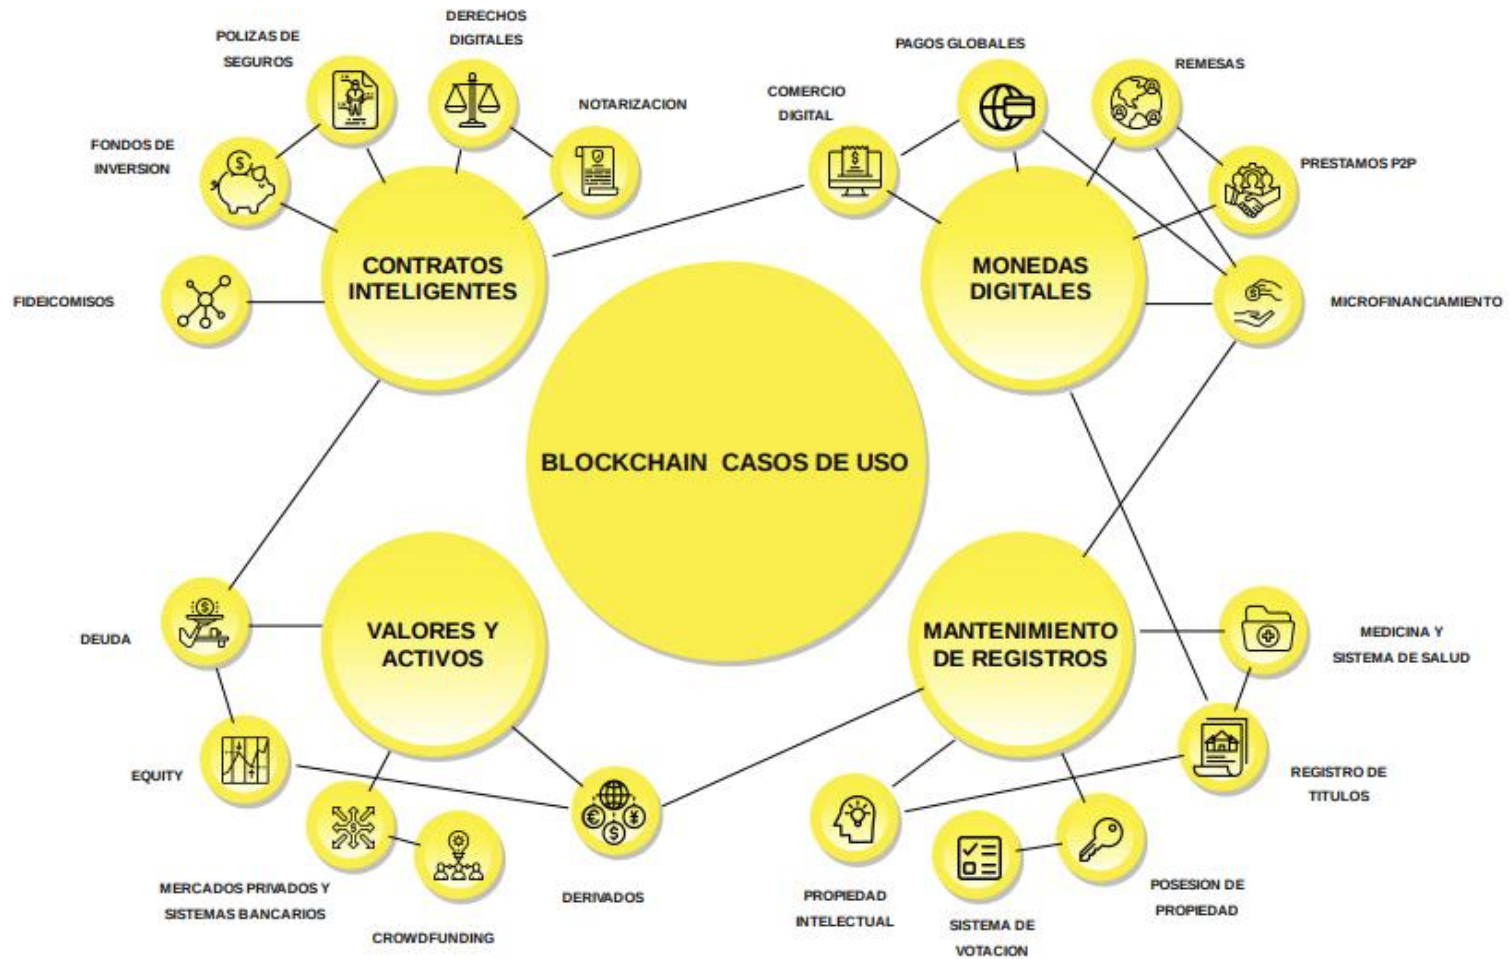 POLIZAS DE
SEGUROS
DERECHOS
DIGITALES
NOTARIZACION
FONDOS DE
INVERSION
FIDEICOMISOS
CONTRATOS
INTELIGENTES
PAGOS GLOBALES
REMESAS
COMERCIO
DIGITAL
PRESTAMOS P2P
MONEDAS
DIGITALES
MICROFINANCIAMIENTO
BLOCKCHAIN CASOS DE USO
DEUDA
VALORES Y
ACTIVOS
EQUITY
MERCADOS PRIVADOS Y
SISTEMAS BANCARIOS
CROWDFUNDING
DERIVADOS
MANTENIMIENTO
DE REGISTROS
MEDICINA Y
SISTEMA DE SALUD
REGISTRO DE
TITULOS
PROPIEDAD
INTELECTUAL
SISTEMA DE
VOTACION
POSESION DE
PROPIEDAD